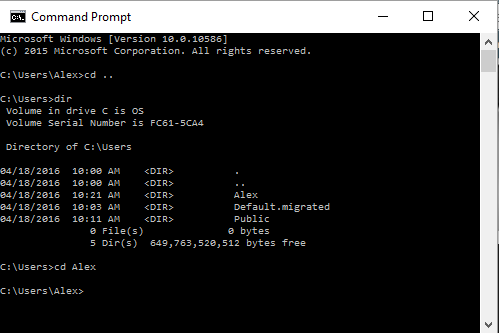 Command Prompt
Microsoft Windows [Version 10.0.10586]
(c) 2015 Microsoft Corporation. All rights reserved.
C:\Users\Alex>cd ..
C:\Users>dir
 Volume in drive C is OS
 Volume Serial Number is FC61-5CA4
 Directory of C:\Users
04/18/2016  10:00 AM    <DIR>          .
04/18/2016  10:00 AM    <DIR>          ..
04/18/2016  10:21 AM    <DIR>          Alex
04/18/2016  10:03 AM    <DIR>          Default.migrated
04/18/2016  10:11 AM    <DIR>          Public
               0 File(s)              0 bytes
               5 Dir(s)  649,763,520,512 bytes free
C:\Users>cd Alex
C:\Users\Alex>